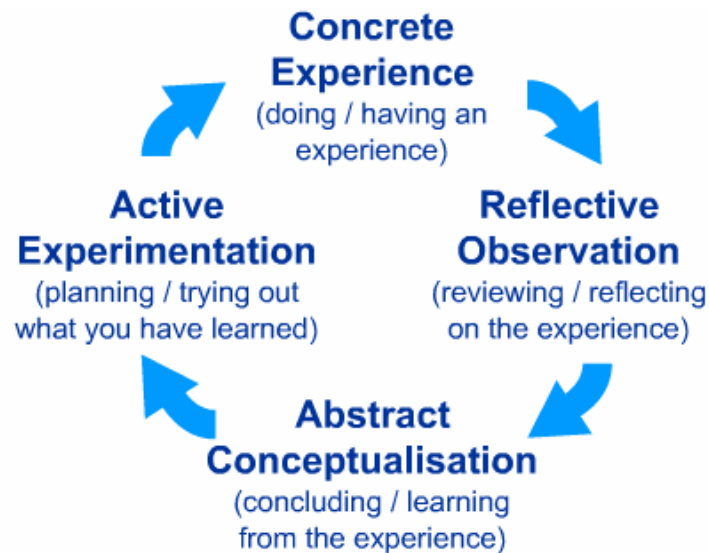 Concrete
Experience
(doing / having an
experience)
Active
Experimentation
(planning / trying out
what you have learned)
Reflective
Observation
(reviewing / reflecting
on the experience)
Abstract
Conceptualisation
(concluding / learning
from the experience)